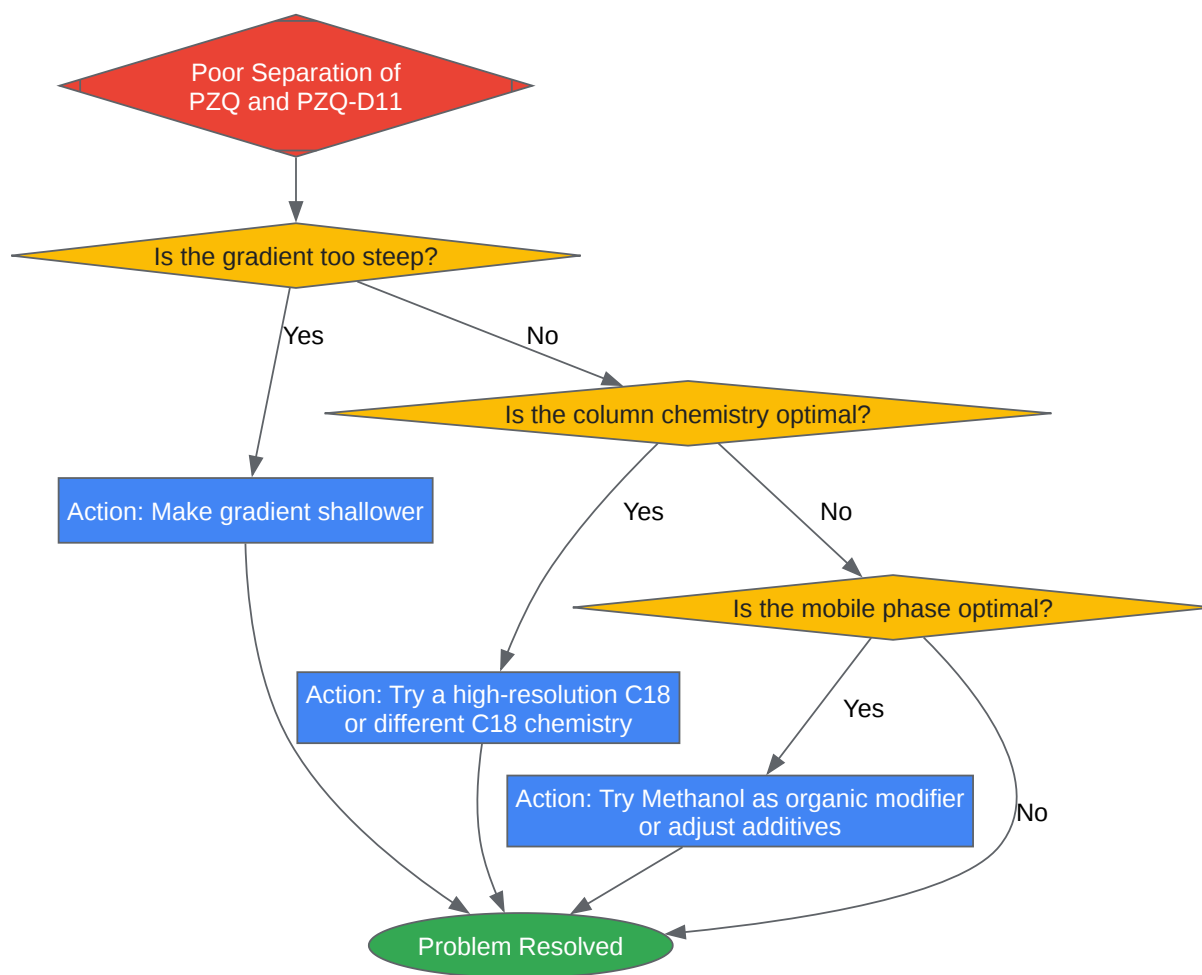 Poor Separation of
PZQ and PZQ-D11
Is the gradient too steep?
Yes
No
Is the column chemistry optimal?
Action: Make gradient shallower
Yes
No
Is the mobile phase optimal?
Action: Try a high-resolution C18
or different C18 chemistry
Yes
Action: Try Methanol as organic modifier
or adjust additives
No
Problem Resolved